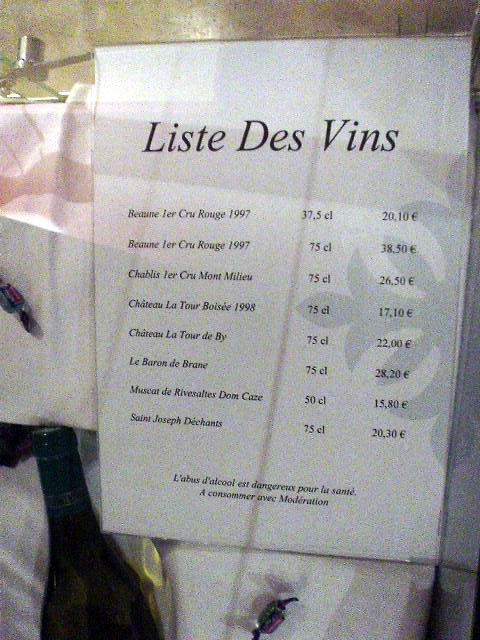 Liste Des Vins
Beaune 1er Cru Rouge 1997 37,5 cl 20,10 €
Beaune 1er Cru Rouge 1997 75 cl 38,50 €
Chablis 1er Cru Mont Milieu 75 cl 26,50 €
Château La Tour Boisée 1998 75 cl 17,10 €
Château La Tour de By 75 cl 22,00 €
Le Baron de Brane 75 cl 28,20 €
Muscat de Rivesaltes Dom Caze 50 cl 15,80 €
Saint Joseph Déchants 75 cl 20,30 €
L'abus d'alcool est dangereux pour la santé.
A consommer avec Modération